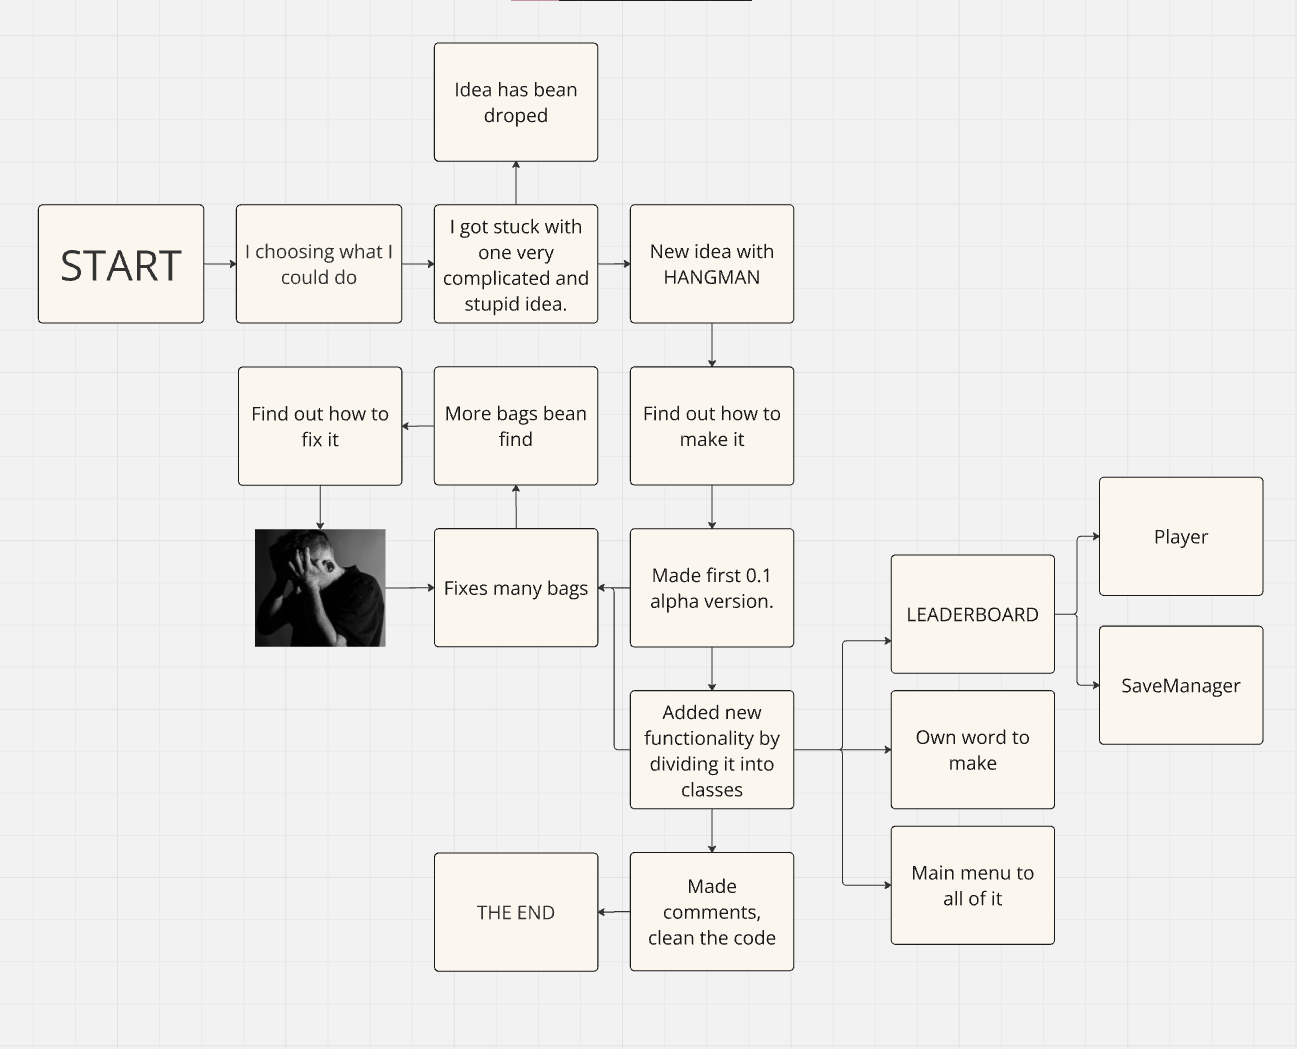 Idea has bean
droped
START
I choosing what I
could do
I got stuck with
one very
complicated and
stupid idea.
New idea with
HANGMAN
Find out how to
fix it
More bags bean
find
Find out how to
make it
Fixes many bags
Made first 0.1
alpha version.
Player
LEADERBOARD
SaveManager
Added new
functionality by
dividing it into
classes
Own word to
make
Main menu to
all of it
THE END
Made
comments,
clean the code